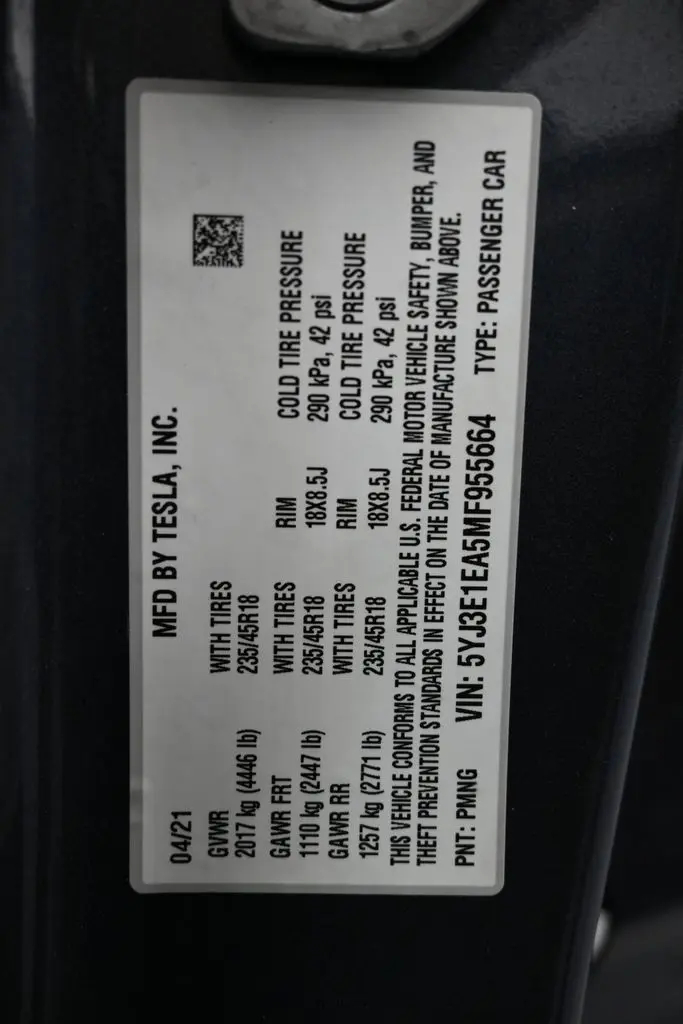 MFD BY TESLA, INC.
04/21
GVWR WITH TIRES
2017 kg (4446 lb) 235/45R18
GAWR FRT WITH TIRES RIM COLD TIRE PRESSURE
1110 kg (2447 lb) 235/45R18 18X8.5J 290 kPa, 42 psi
GAWR RR WITH TIRES RIM COLD TIRE PRESSURE
1257 kg (2771 lb) 235/45R18 18X8.5J 290 kPa, 42 psi
THIS VEHICLE CONFORMS TO ALL APPLICABLE U.S. FEDERAL MOTOR VEHICLE SAFETY, BUMPER, AND
THEFT PREVENTION STANDARDS IN EFFECT ON THE DATE OF MANUFACTURE SHOWN ABOVE.
PNT: PMNG VIN: 5YJ3E1EA5MF955664 TYPE: PASSENGER CAR